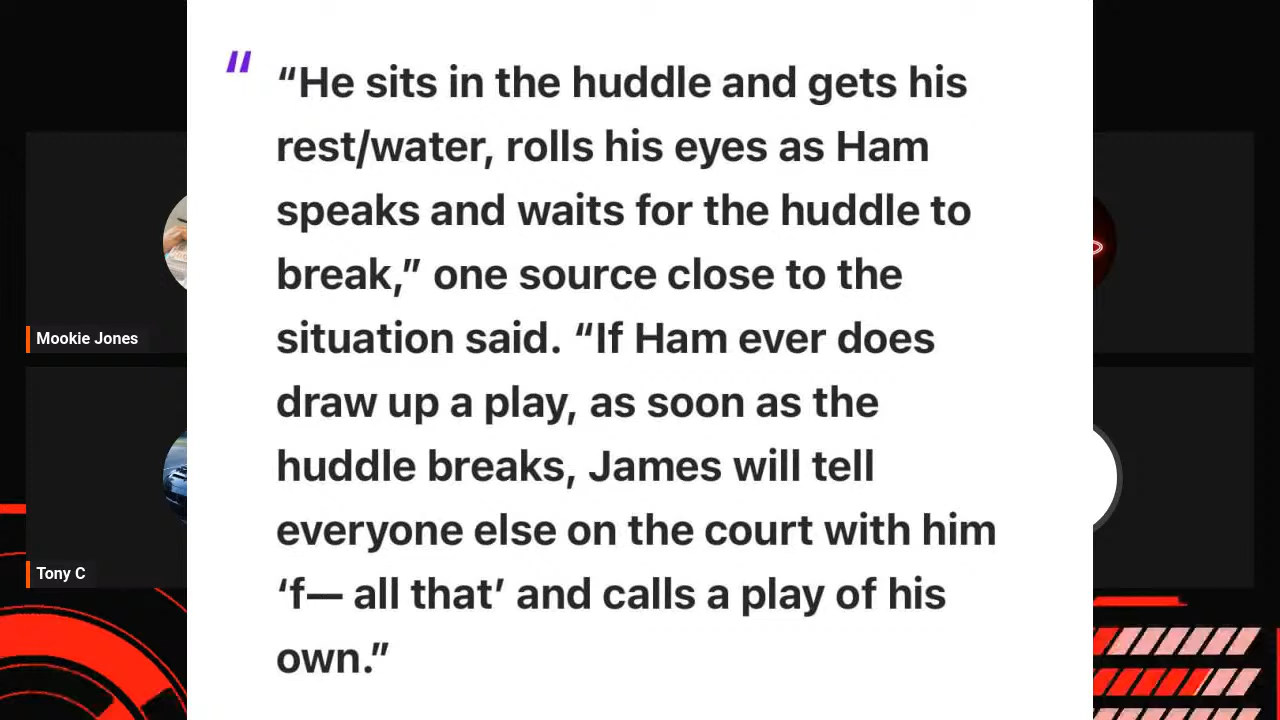 "
“He sits in the huddle and gets his
rest/water, rolls his eyes as Ham
speaks and waits for the huddle to
break,” one source close to the
situation said. “If Ham ever does
draw up a play, as soon as the
huddle breaks, James will tell
everyone else on the court with him
‘f— all that’ and calls a play of his
own.”
Mookie Jones
Tony C